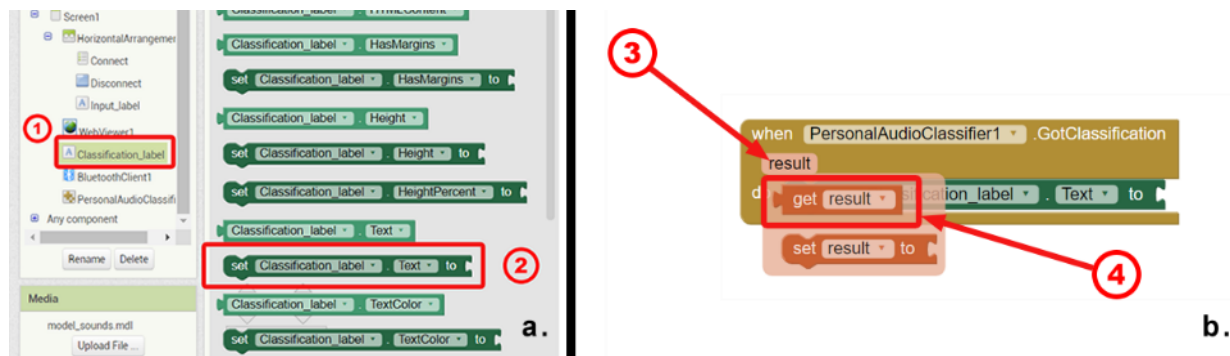 Screen1
HorizontalArrangemer
Connect
Disconnect
Input_label
WebViewer1
Classification_label
BluetoothClient1
PersonalAudioClassifi
Any component
Rename Delete
Media
model_sounds.mdl
Upload File ...
1
Classification_label . HTMLContent
Classification_label . HasMargins
set Classification_label . HasMargins to
Classification_label . Height
set Classification_label . Height to
set Classification_label . HeightPercent to
Classification_label . Text
set Classification_label . Text to
2
Classification_label . TextColor
set Classification_label . TextColor to
a.
3
when PersonalAudioClassifier1 .GotClassification
result
get result
ication_label . Text to
set result to
4
b.